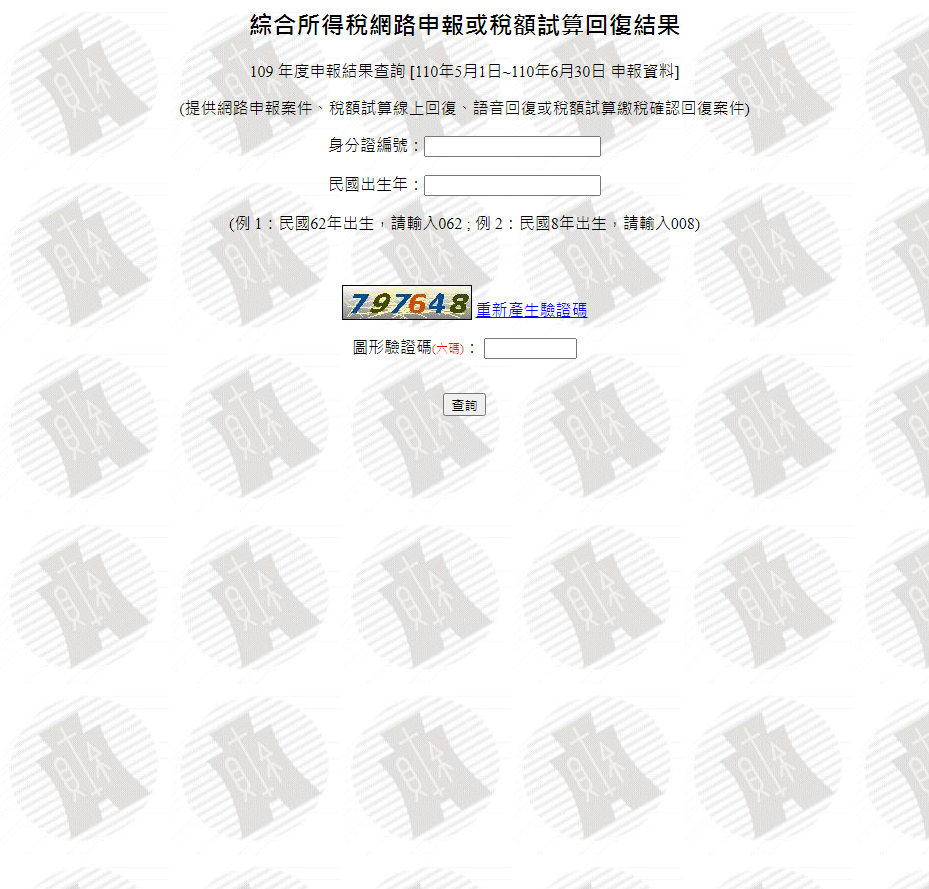 綜合所得稅網路申報或稅額試算回復結果
109 年度申報結果查詢 [110年5月1日~110年6月30日 申報資料]
(提供網路申報案件、稅額試算線上回復、語音回復或稅額試算繳稅確認回復案件)
身分證編號：
民國出生年：
(例 1：民國62年出生，請輸入062 ; 例 2：民國8年出生，請輸入008)
797648 重新產生驗證碼
圖形驗證碼(六碼)：
查詢